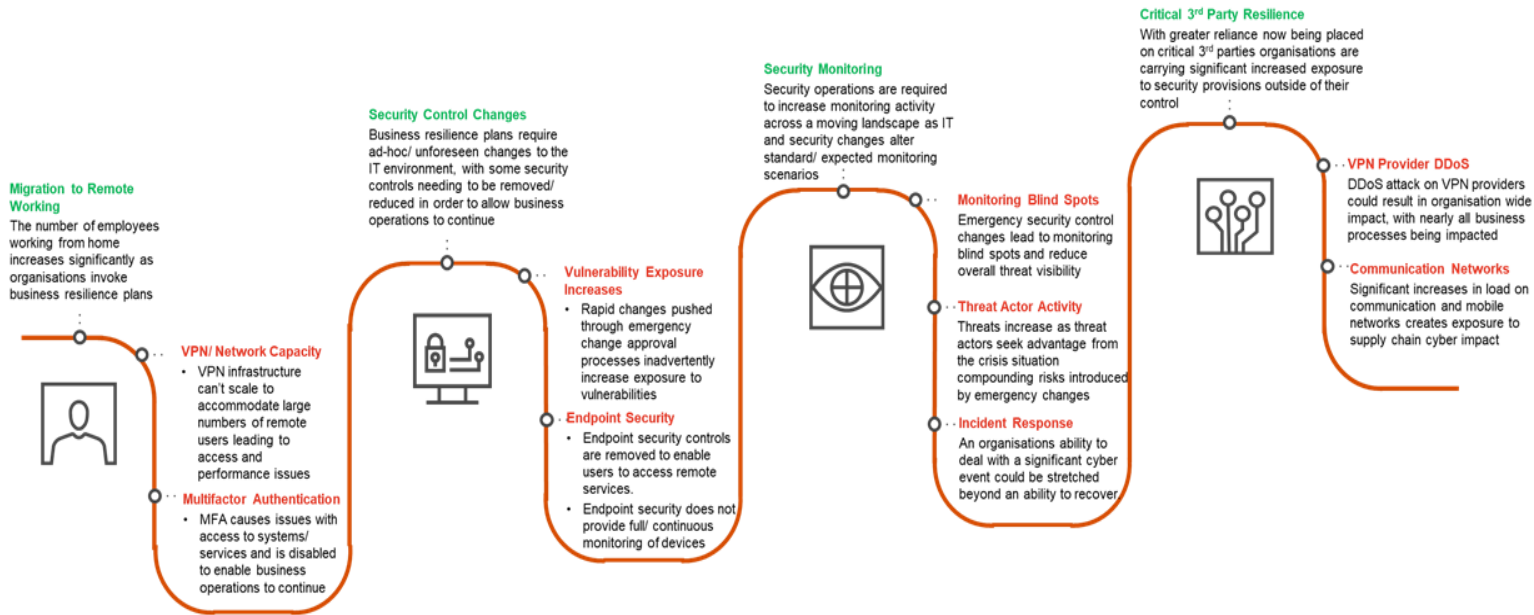 Migration to Remote
Working
The number of employees
working from home
increases significantly as
organisations invoke
business resilience plans
VPN/ Network Capacity
• VPN infrastructure
can't scale to
accommodate large
numbers of remote
users leading to
access and
performance issues
Multifactor Authentication
• MFA causes issues with
access to systems/
services and is disabled
to enable business
operations to continue
Security Control Changes
Business resilience plans require
ad-hoc/ unforeseen changes to the
IT environment, with some security
controls needing to be removed/
reduced in order to allow business
operations to continue
Vulnerability Exposure
Increases
• Rapid changes pushed
through emergency
change approval
processes inadvertently
increase exposure to
vulnerabilities
Endpoint Security
• Endpoint security controls
are removed to enable
users to access remote
services.
• Endpoint security does not
provide full/ continuous
monitoring of devices
Security Monitoring
Security operations are required
to increase monitoring activity
across a moving landscape as IT
and security changes alter
standard/ expected monitoring
scenarios
Monitoring Blind Spots
Emergency security control
changes lead to monitoring
blind spots and reduce
overall threat visibility
Threat Actor Activity
Threats increase as threat
actors seek advantage from
the crisis situation
compounding risks introduced
by emergency changes
Incident Response
An organisations ability to
deal with a significant cyber
event could be stretched
beyond an ability to recover
Critical 3rd Party Resilience
With greater reliance now being placed
on critical 3rd parties organisations are
carrying significant increased exposure
to security provisions outside of their
control
VPN Provider DDoS
DDoS attack on VPN providers
could result in organisation wide
impact, with nearly all business
processes being impacted
Communication Networks
Significant increases in load on
communication and mobile
networks creates exposure to
supply chain cyber impact